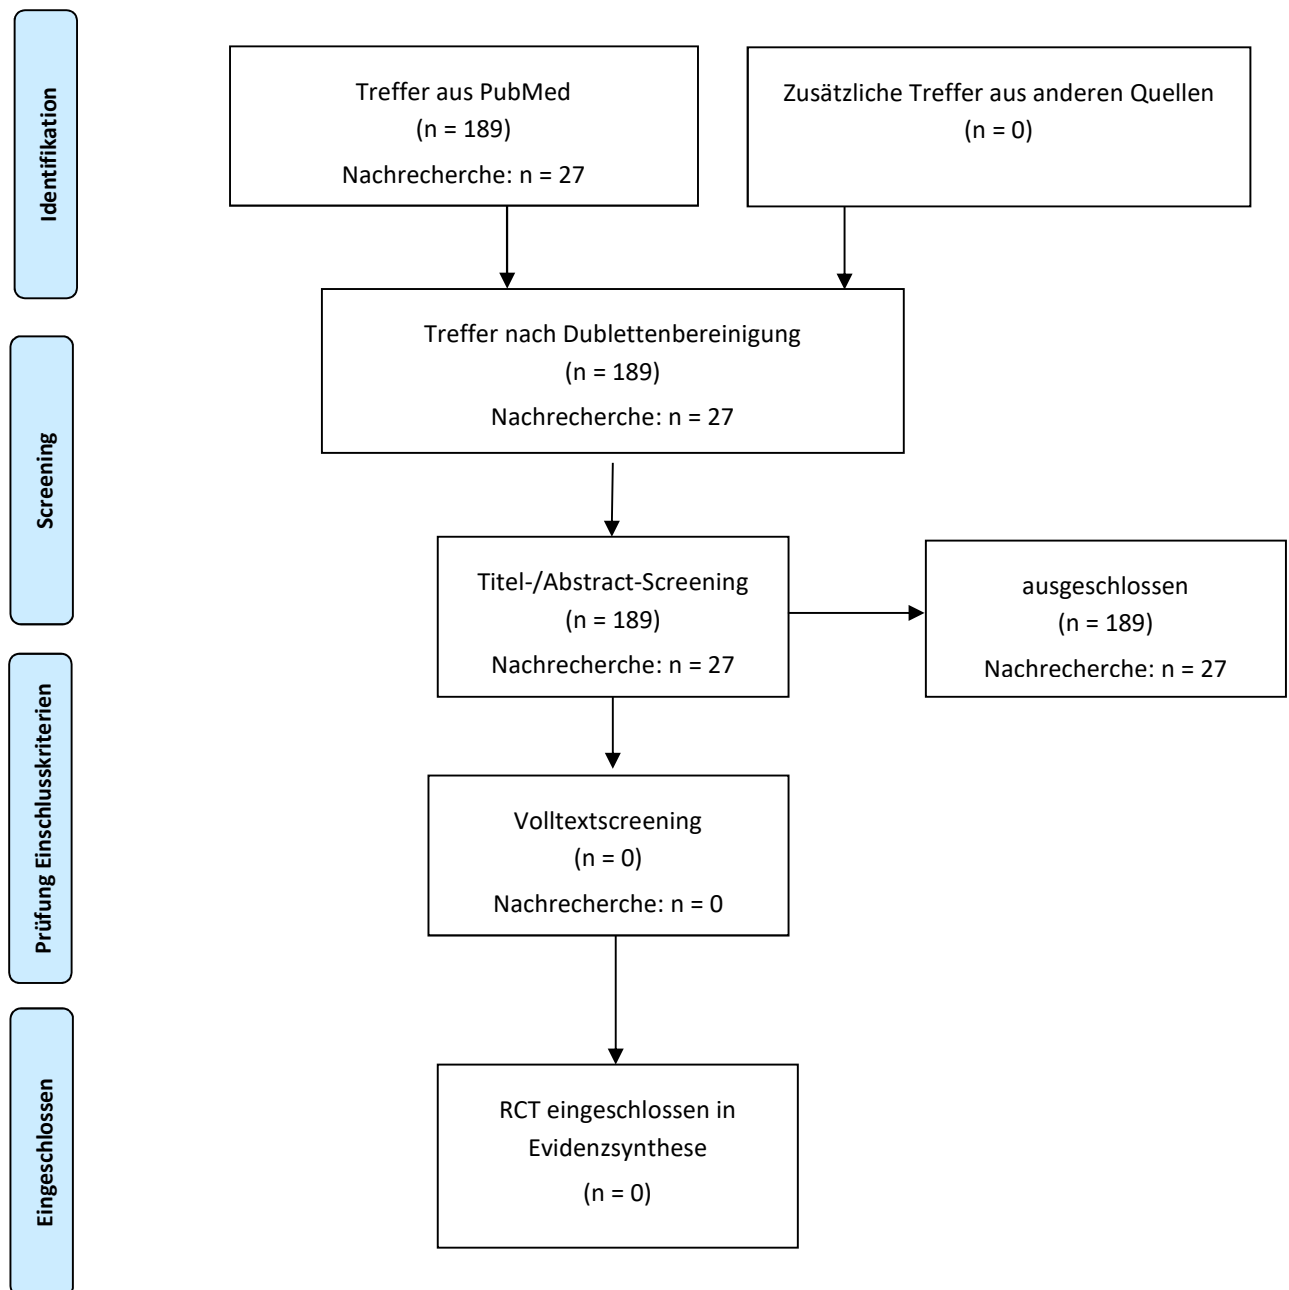 Identifikation
Treffer aus PubMed
(n = 189)
Nachrecherche: n = 27
Zusätzliche Treffer aus anderen Quellen
(n = 0)
Screening
Treffer nach Dublettenbereinigung
(n = 189)
Nachrecherche: n = 27
Titel-/Abstract-Screening
(n = 189)
Nachrecherche: n = 27
ausgeschlossen
(n = 189)
Nachrecherche: n = 27
Prüfung Einschlusskriterien
Volltextscreening
(n = 0)
Nachrecherche: n = 0
Eingeschlossen
RCT eingeschlossen in
Evidenzsynthese
(n = 0)